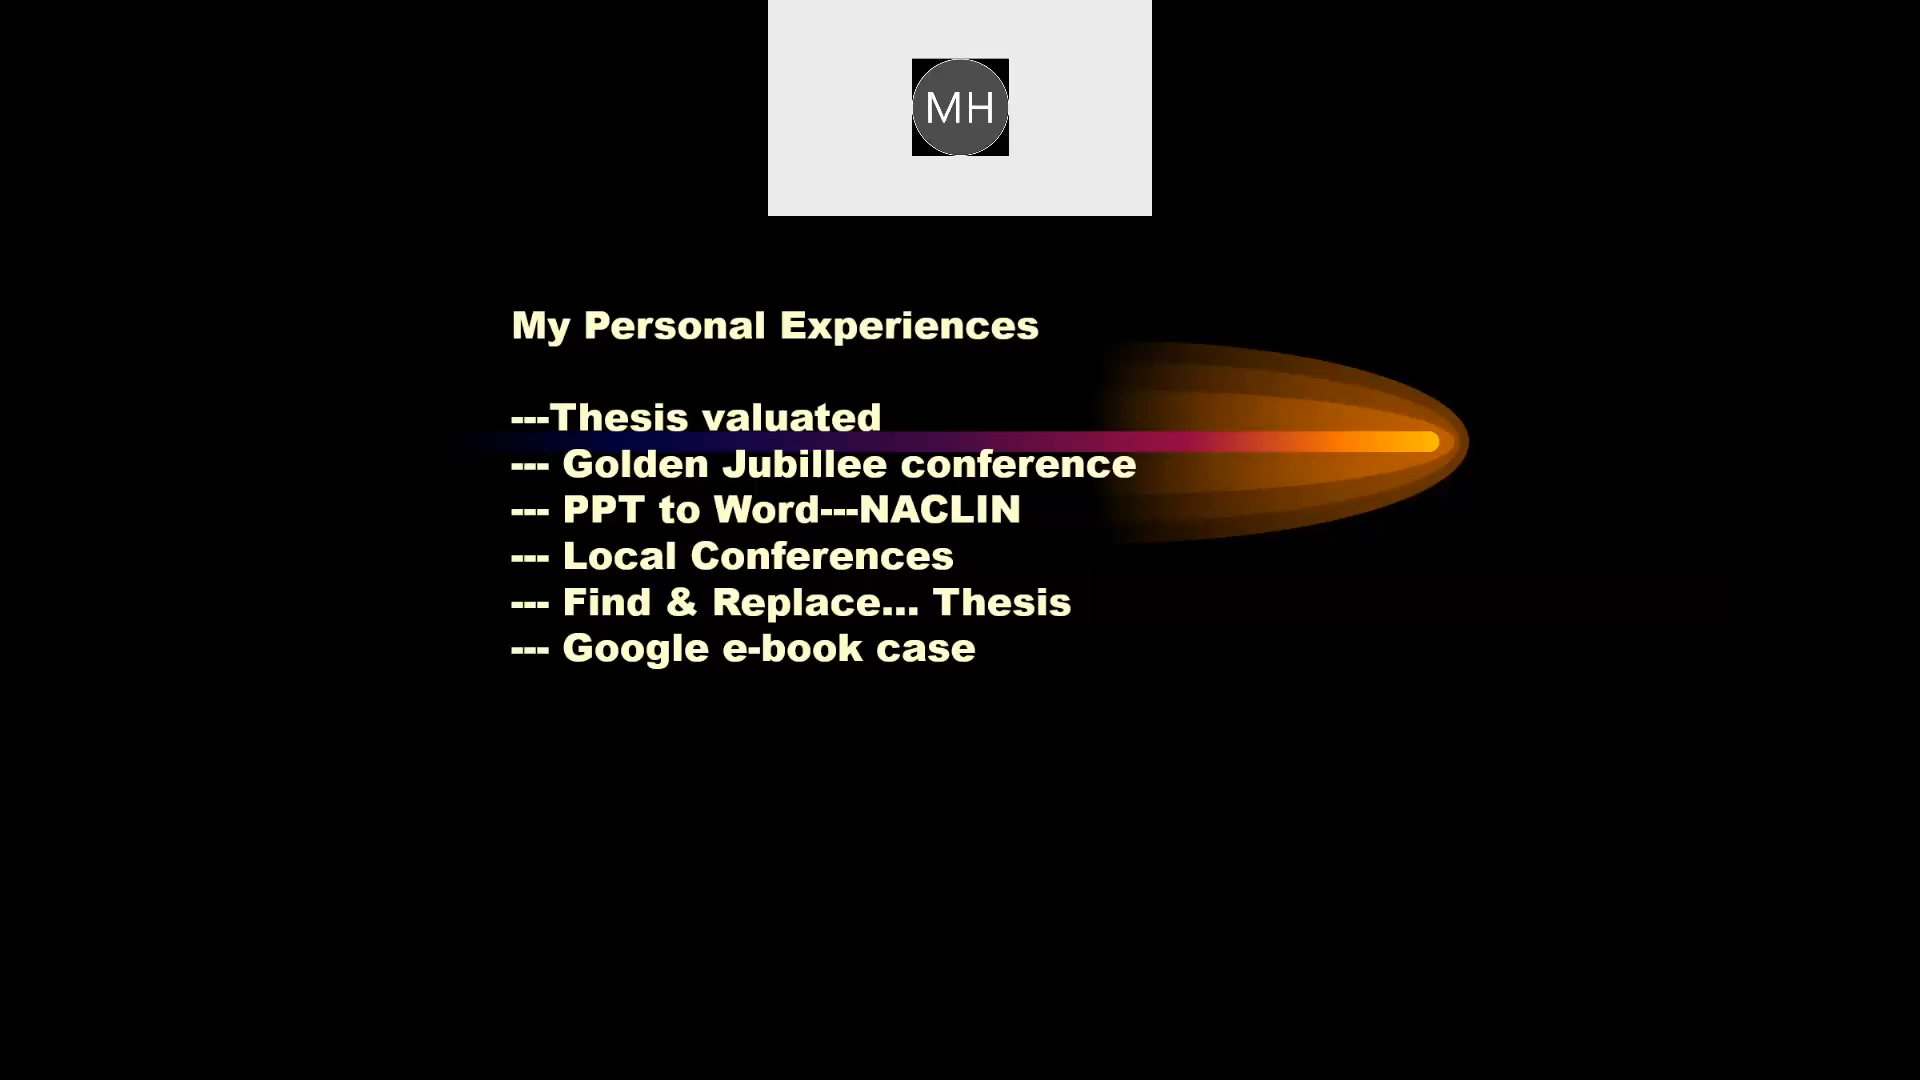 MH
My Personal Experiences
---Thesis valuated
--- Golden Jubillee conference
--- PPT to Word---NACLIN
--- Local Conferences
--- Find & Replace... Thesis
--- Google e-book case